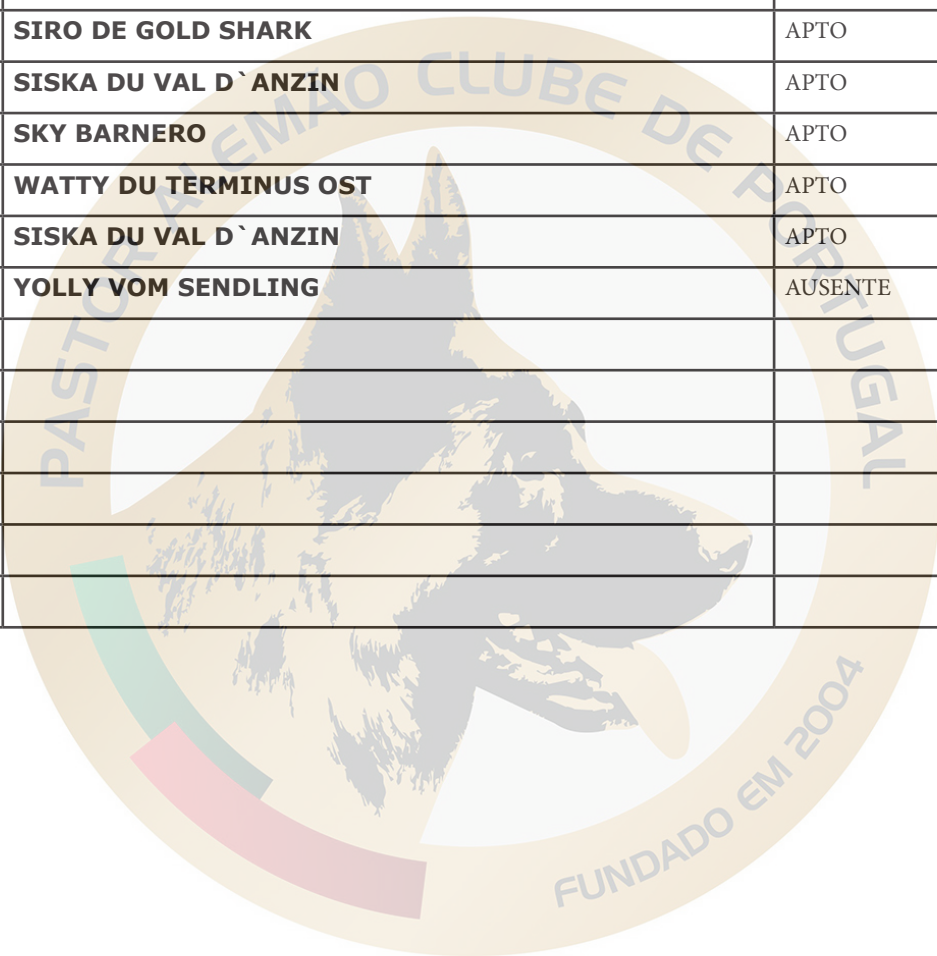 SIRO DE GOLD SHARK APTO
SISKA DU VAL D`ANZIN APTO
SKY BARNERO APTO
WATTY DU TERMINUS OST APTO
SISKA DU VAL D`ANZIN APTO
YOLLY VOM SENDLING AUSENTE
PASTOR ALEMÃO CLUBE DE PORTUGAL
FUNDADO EM 2004